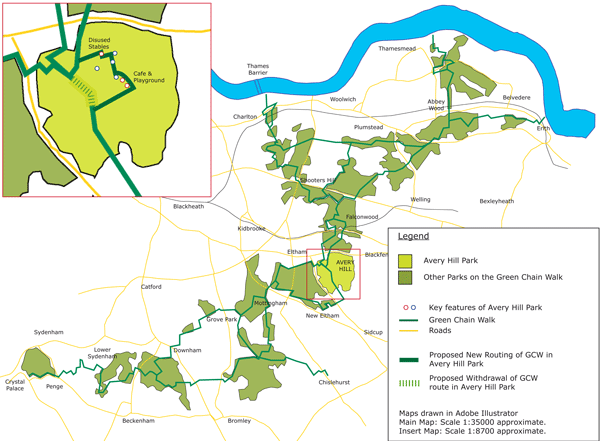 Disused
Stables
Cafe &
Playground
Thamesmead
Thames
Barrier
Woolwich
Belvedere
Abbey
Wood
Charlton
Plumstead
Erith
Shooters Hill
Welling
Bexleyheath
Blackheath
Falconwood
Kidbrooke
Eltham
Blackfen
AVERY
HILL
Catford
Mottingham
New Eltham
Grove Park
Sidcup
Sydenham
Lower
Sydenham
Downham
Crystal
Palace
Penge
Chislehurst
Beckenham
Bromley
Legend
Avery Hill Park
Other Parks on the Green Chain Walk
Key features of Avery Hill Park
Green Chain Walk
Roads
Proposed New Routing of GCW in
Avery Hill Park
Proposed Withdrawal of GCW
route in Avery Hill Park
Maps drawn in Adobe Illustrator
Main Map: Scale 1:35000 approximate.
Insert Map: Scale 1:8700 approximate.